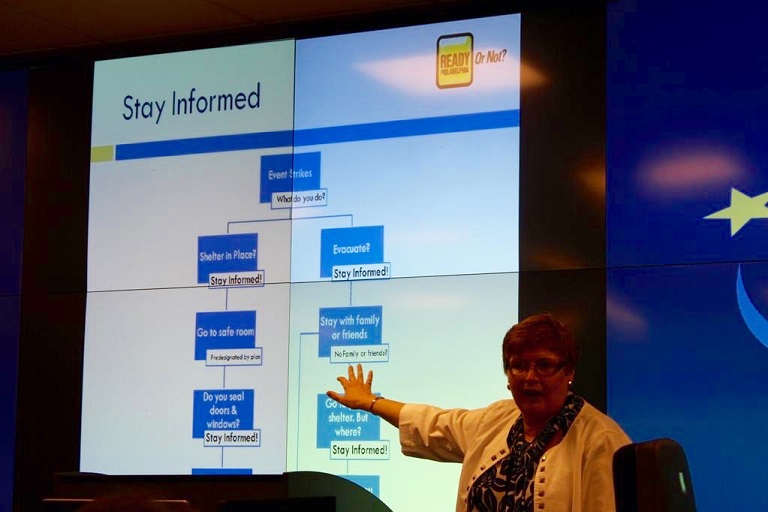 READY
PHILADELPHIA
Or Not?
Stay Informed
Event Strikes
What do you do?
Shelter in Place?
Stay Informed!
Evacuate?
Stay Informed!
Go to safe room
Predesignated by plan
Stay with family
or friends
No Family or friends?
Do you seal
doors &
windows?
Stay Informed!
Go
shelter. But
where?
Stay Informed!